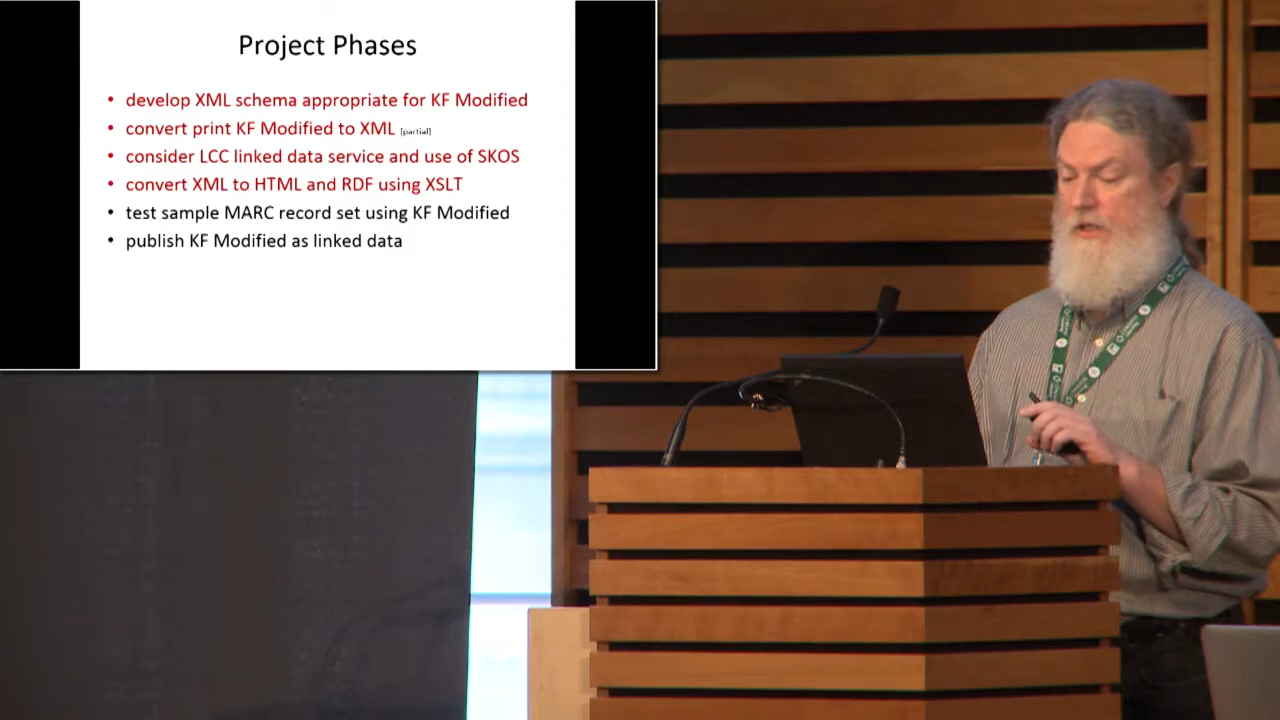 Project Phases
• develop XML schema appropriate for KF Modified
• convert print KF Modified to XML [partial]
• consider LCC linked data service and use of SKOS
• convert XML to HTML and RDF using XSLT
• test sample MARC record set using KF Modified
• publish KF Modified as linked data